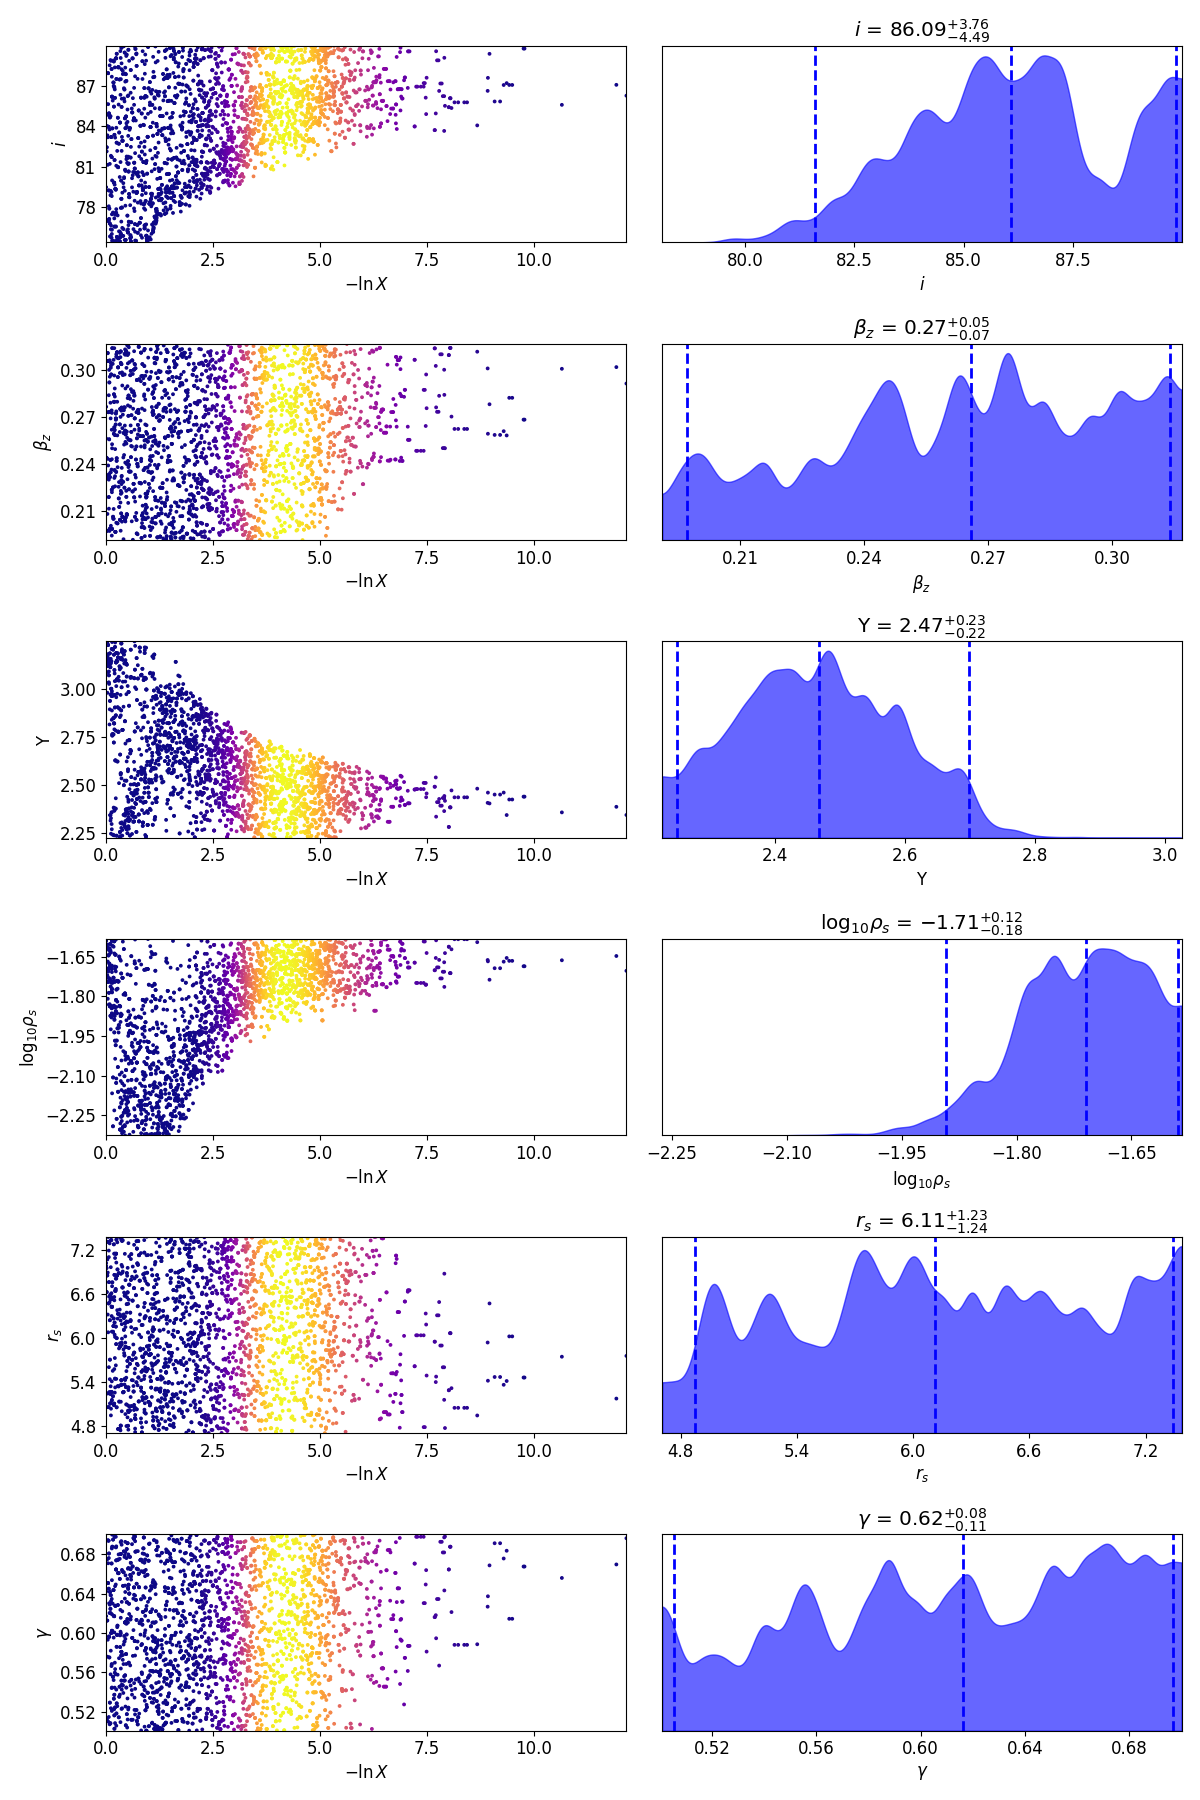 i = 86.09^{+3.76}_{-4.49}
87
84
81
78
i
0.0 2.5 5.0 7.5 10.0
−ln X
80.0 82.5 85.0 87.5
i
β_z = 0.27^{+0.05}_{-0.07}
0.30
0.27
0.24
0.21
β_z
0.0 2.5 5.0 7.5 10.0
−ln X
0.21 0.24 0.27 0.30
β_z
Y = 2.47^{+0.23}_{-0.22}
3.00
2.75
2.50
2.25
Y
0.0 2.5 5.0 7.5 10.0
−ln X
2.4 2.6 2.8 3.0
Y
log₁₀ρ_s = −1.71^{+0.12}_{-0.18}
−1.65
−1.80
−1.95
−2.10
−2.25
log₁₀ρ_s
0.0 2.5 5.0 7.5 10.0
−ln X
−2.25 −2.10 −1.95 −1.80 −1.65
log₁₀ρ_s
r_s = 6.11^{+1.23}_{-1.24}
7.2
6.6
6.0
5.4
4.8
r_s
0.0 2.5 5.0 7.5 10.0
−ln X
4.8 5.4 6.0 6.6 7.2
r_s
γ = 0.62^{+0.08}_{-0.11}
0.68
0.64
0.60
0.56
0.52
γ
0.0 2.5 5.0 7.5 10.0
−ln X
0.52 0.56 0.60 0.64 0.68
γ